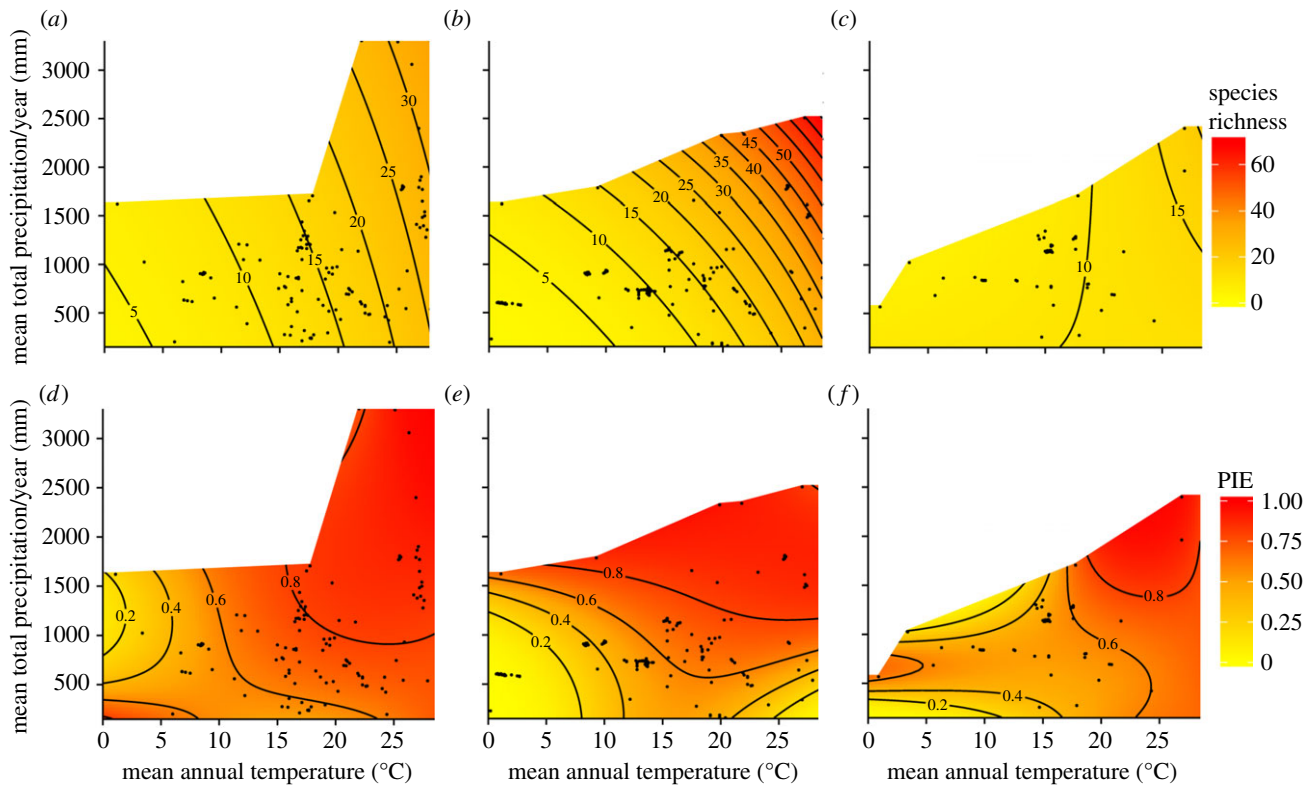 (a) (b) (c)
mean total precipitation/year (mm)
3000
2500
2000
1500
1000
500
5 10 15 20 25 30
5 10 15 20 25 30 35 40 45 50
10 15
species
richness
60
40
20
0
(d) (e) (f)
mean total precipitation/year (mm)
3000
2500
2000
1500
1000
500
0.2 0.4 0.6 0.8
0.2 0.4 0.6 0.8
0.2 0.4 0.6 0.8
PIE
1.00
0.75
0.50
0.25
0
0 5 10 15 20 25 0 5 10 15 20 25 0 5 10 15 20 25
mean annual temperature (°C) mean annual temperature (°C) mean annual temperature (°C)